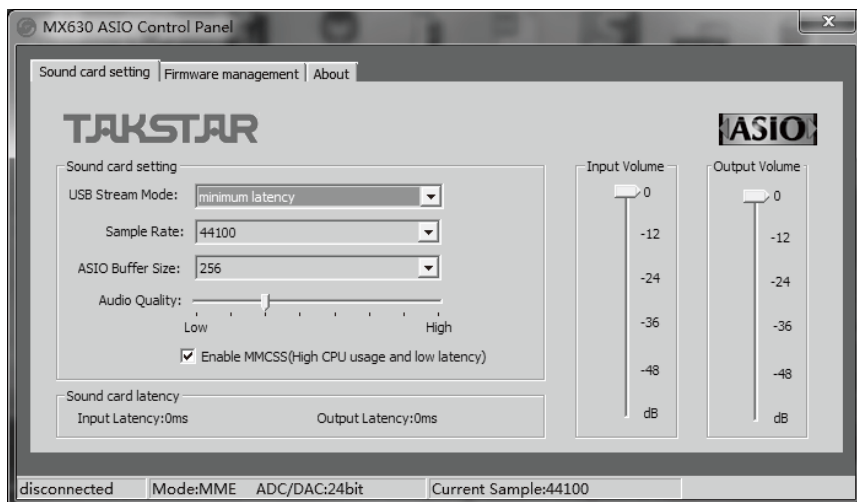 MX630 ASIO Control Panel
x
Sound card setting Firmware management About
TAKSTAR
ASIO
Sound card setting
USB Stream Mode: minimum latency
Sample Rate: 44100
ASIO Buffer Size: 256
Audio Quality:
Low High
Enable MMCSS(High CPU usage and low latency)
Sound card latency
Input Latency:0ms Output Latency:0ms
Input Volume
0
-12
-24
-36
-48
dB
Output Volume
0
-12
-24
-36
-48
dB
disconnected Mode:MME ADC/DAC:24bit Current Sample:44100